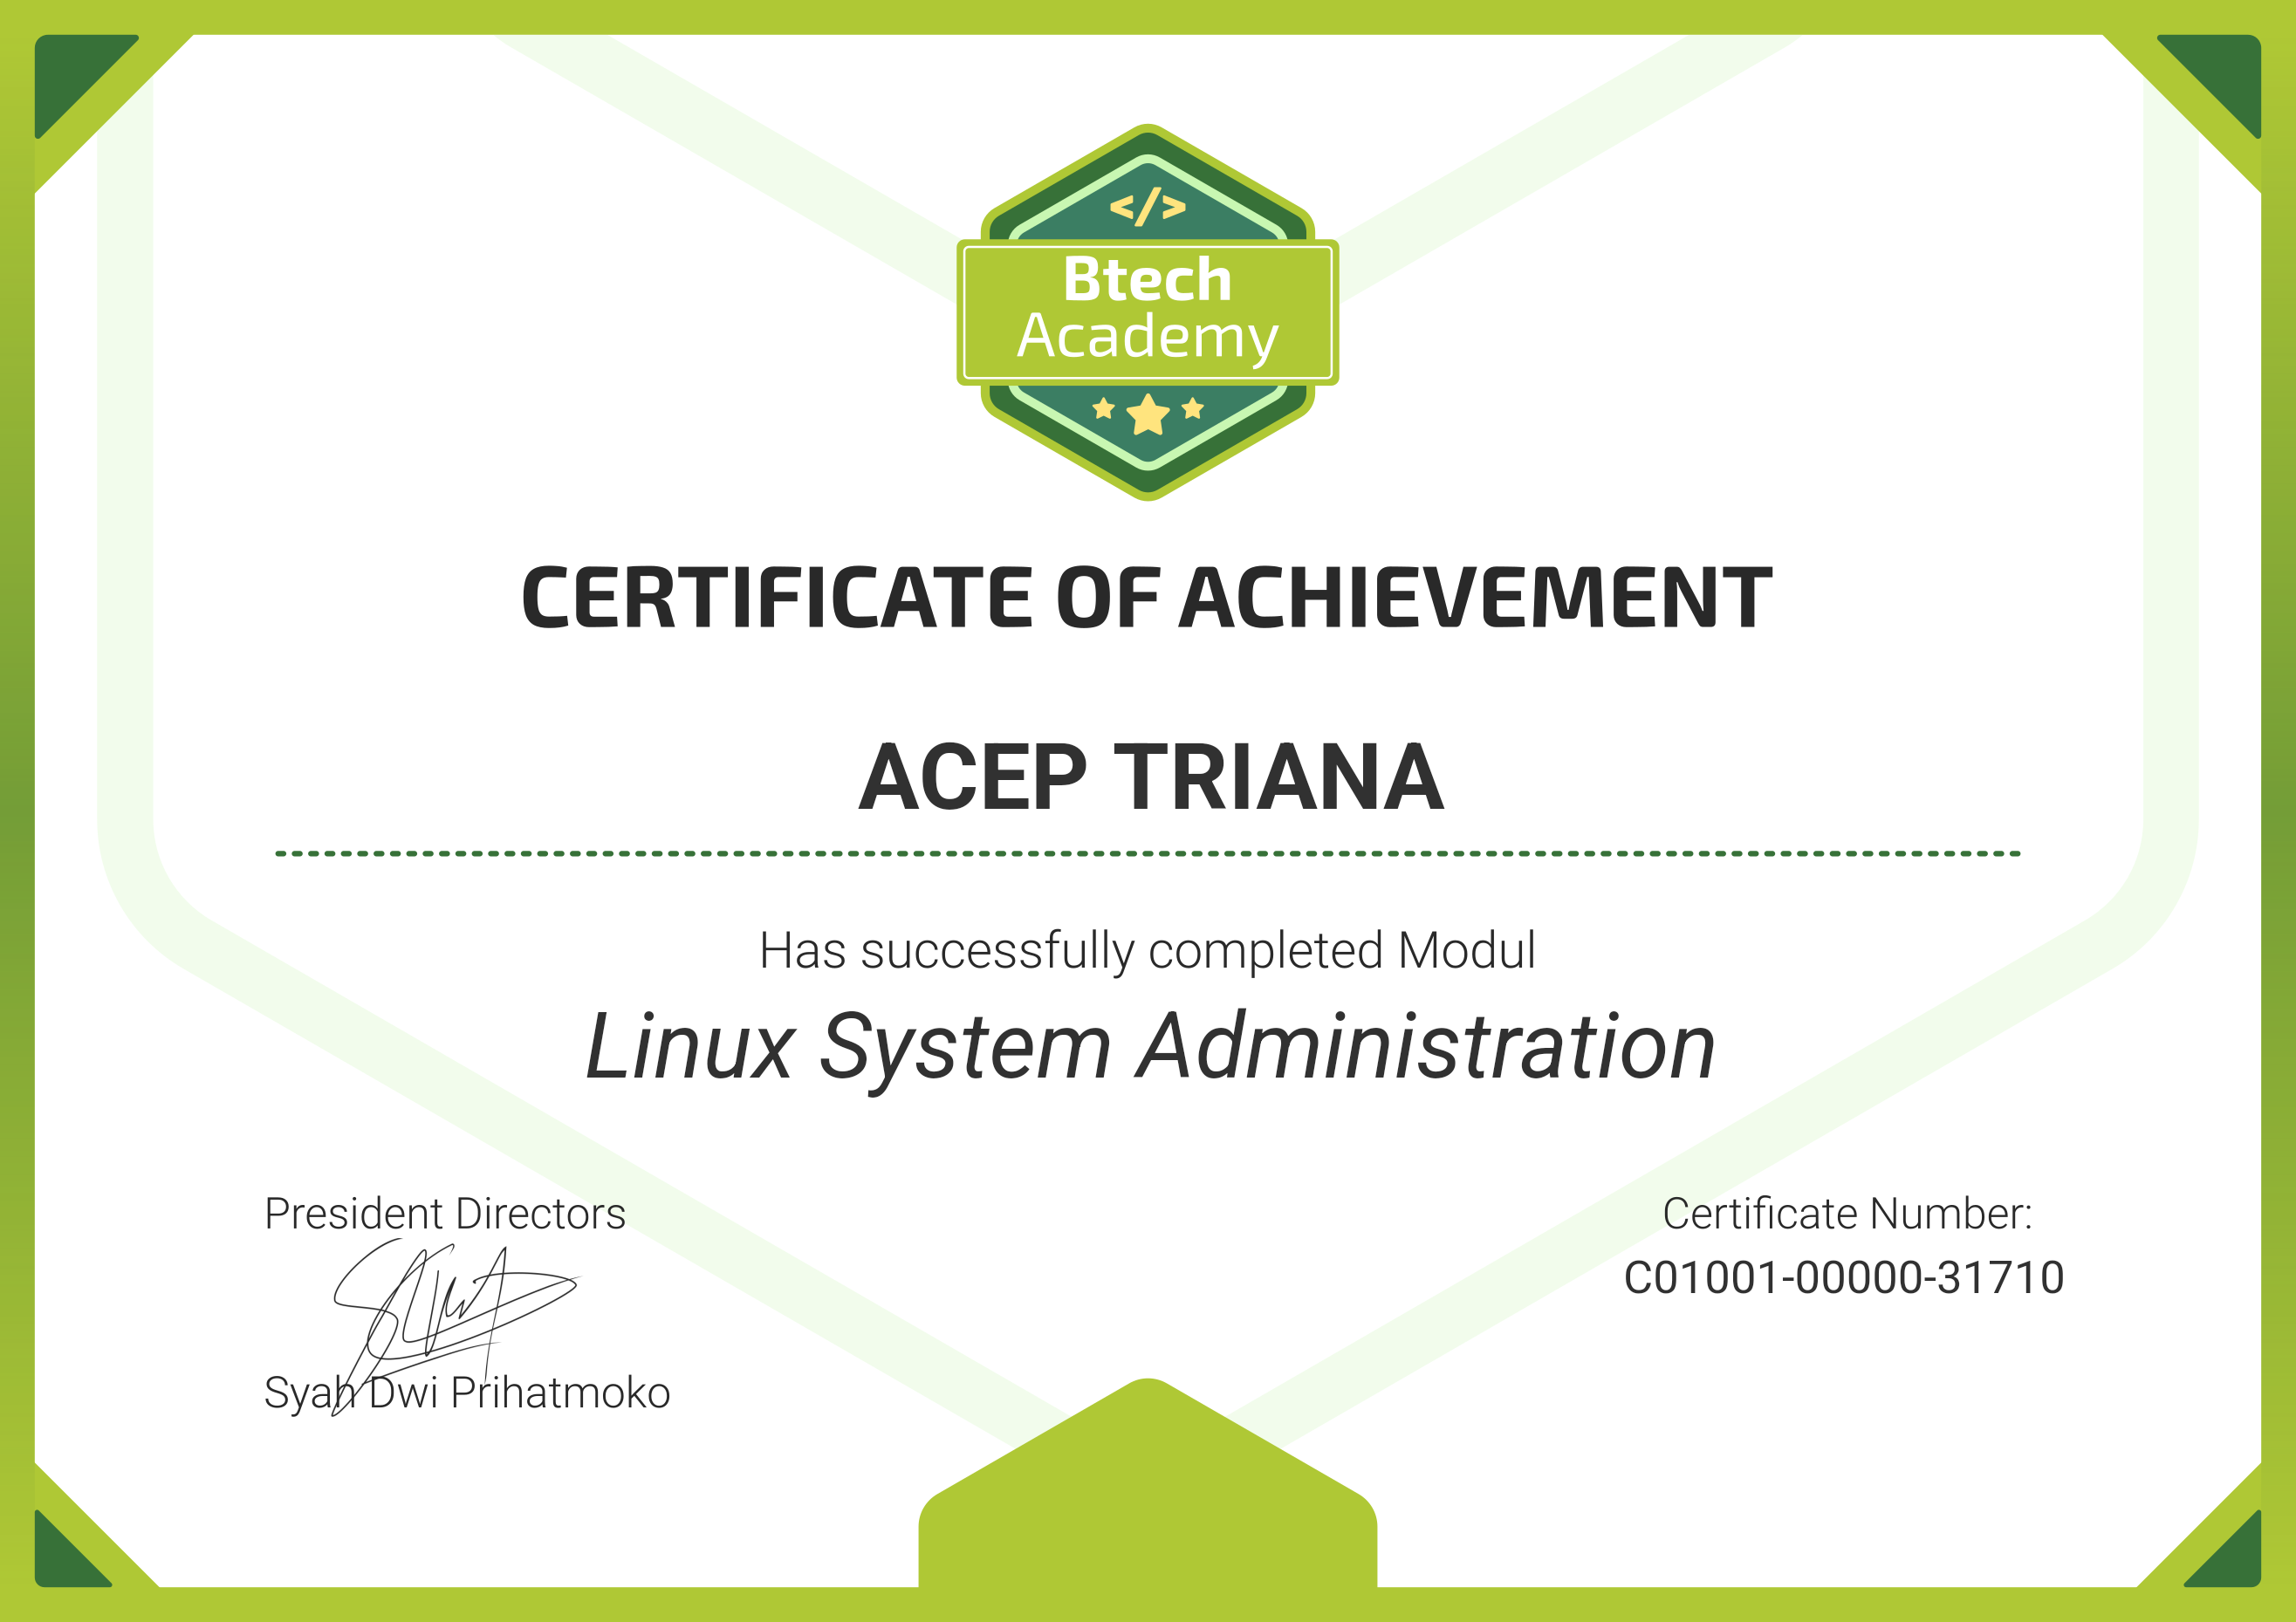 </>
Btech
Academy
CERTIFICATE OF ACHIEVEMENT
ACEP TRIANA
Has successfully completed Modul
Linux System Administration
President Directors
Syah Dwi Prihatmoko
Certificate Number:
C01001-00000-31710